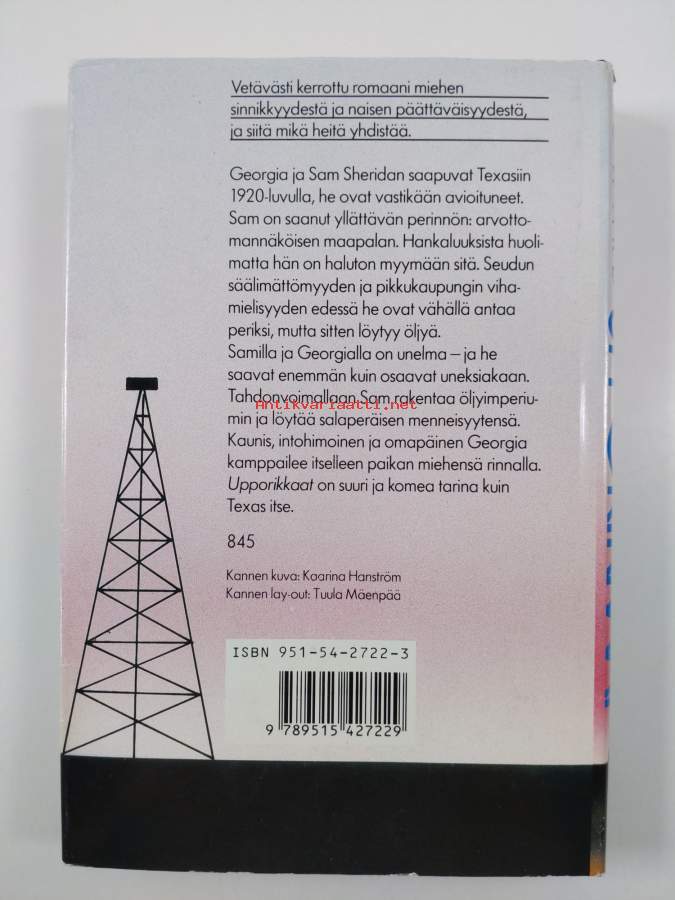 Vetävästi kerrottu romaani miehen
sinnikkyydestä ja naisen päättäväisyydestä,
ja siitä mikä heitä yhdistää.
Georgia ja Sam Sheridan saapuvat Texasiin
1920-luvulla, he ovat vastikään avioituneet.
Sam on saanut yllättävän perinnön: arvotto-
mannäköisen maapalan. Hankaluuksista huoli-
matta hän on haluton myymään sitä. Seudun
säälimättömyyden ja pikkukaupungin viha-
mielisyyden edessä he ovat vähällä antaa
periksi, mutta sitten löytyy öljyä.
Samilla ja Georgialla on unelma – ja he
saavat enemmän kuin osaavat uneksiakaan.
Tahdonvoimallaan Sam rakentaa öljyimperiu-
Antikvariaatti.net
min ja löytää salaperäisen menneisyytensä.
Kaunis, intohimoinen ja omapäinen Georgia
kamppailee itselleen paikan miehensä rinnalla.
Upporikkaat on suuri ja komea tarina kuin
Texas itse.
845
Kannen kuva: Kaarina Hanström
Kannen lay-out: Tuula Mäenpää
ISBN 951-54-2722-3
9 789515 427229